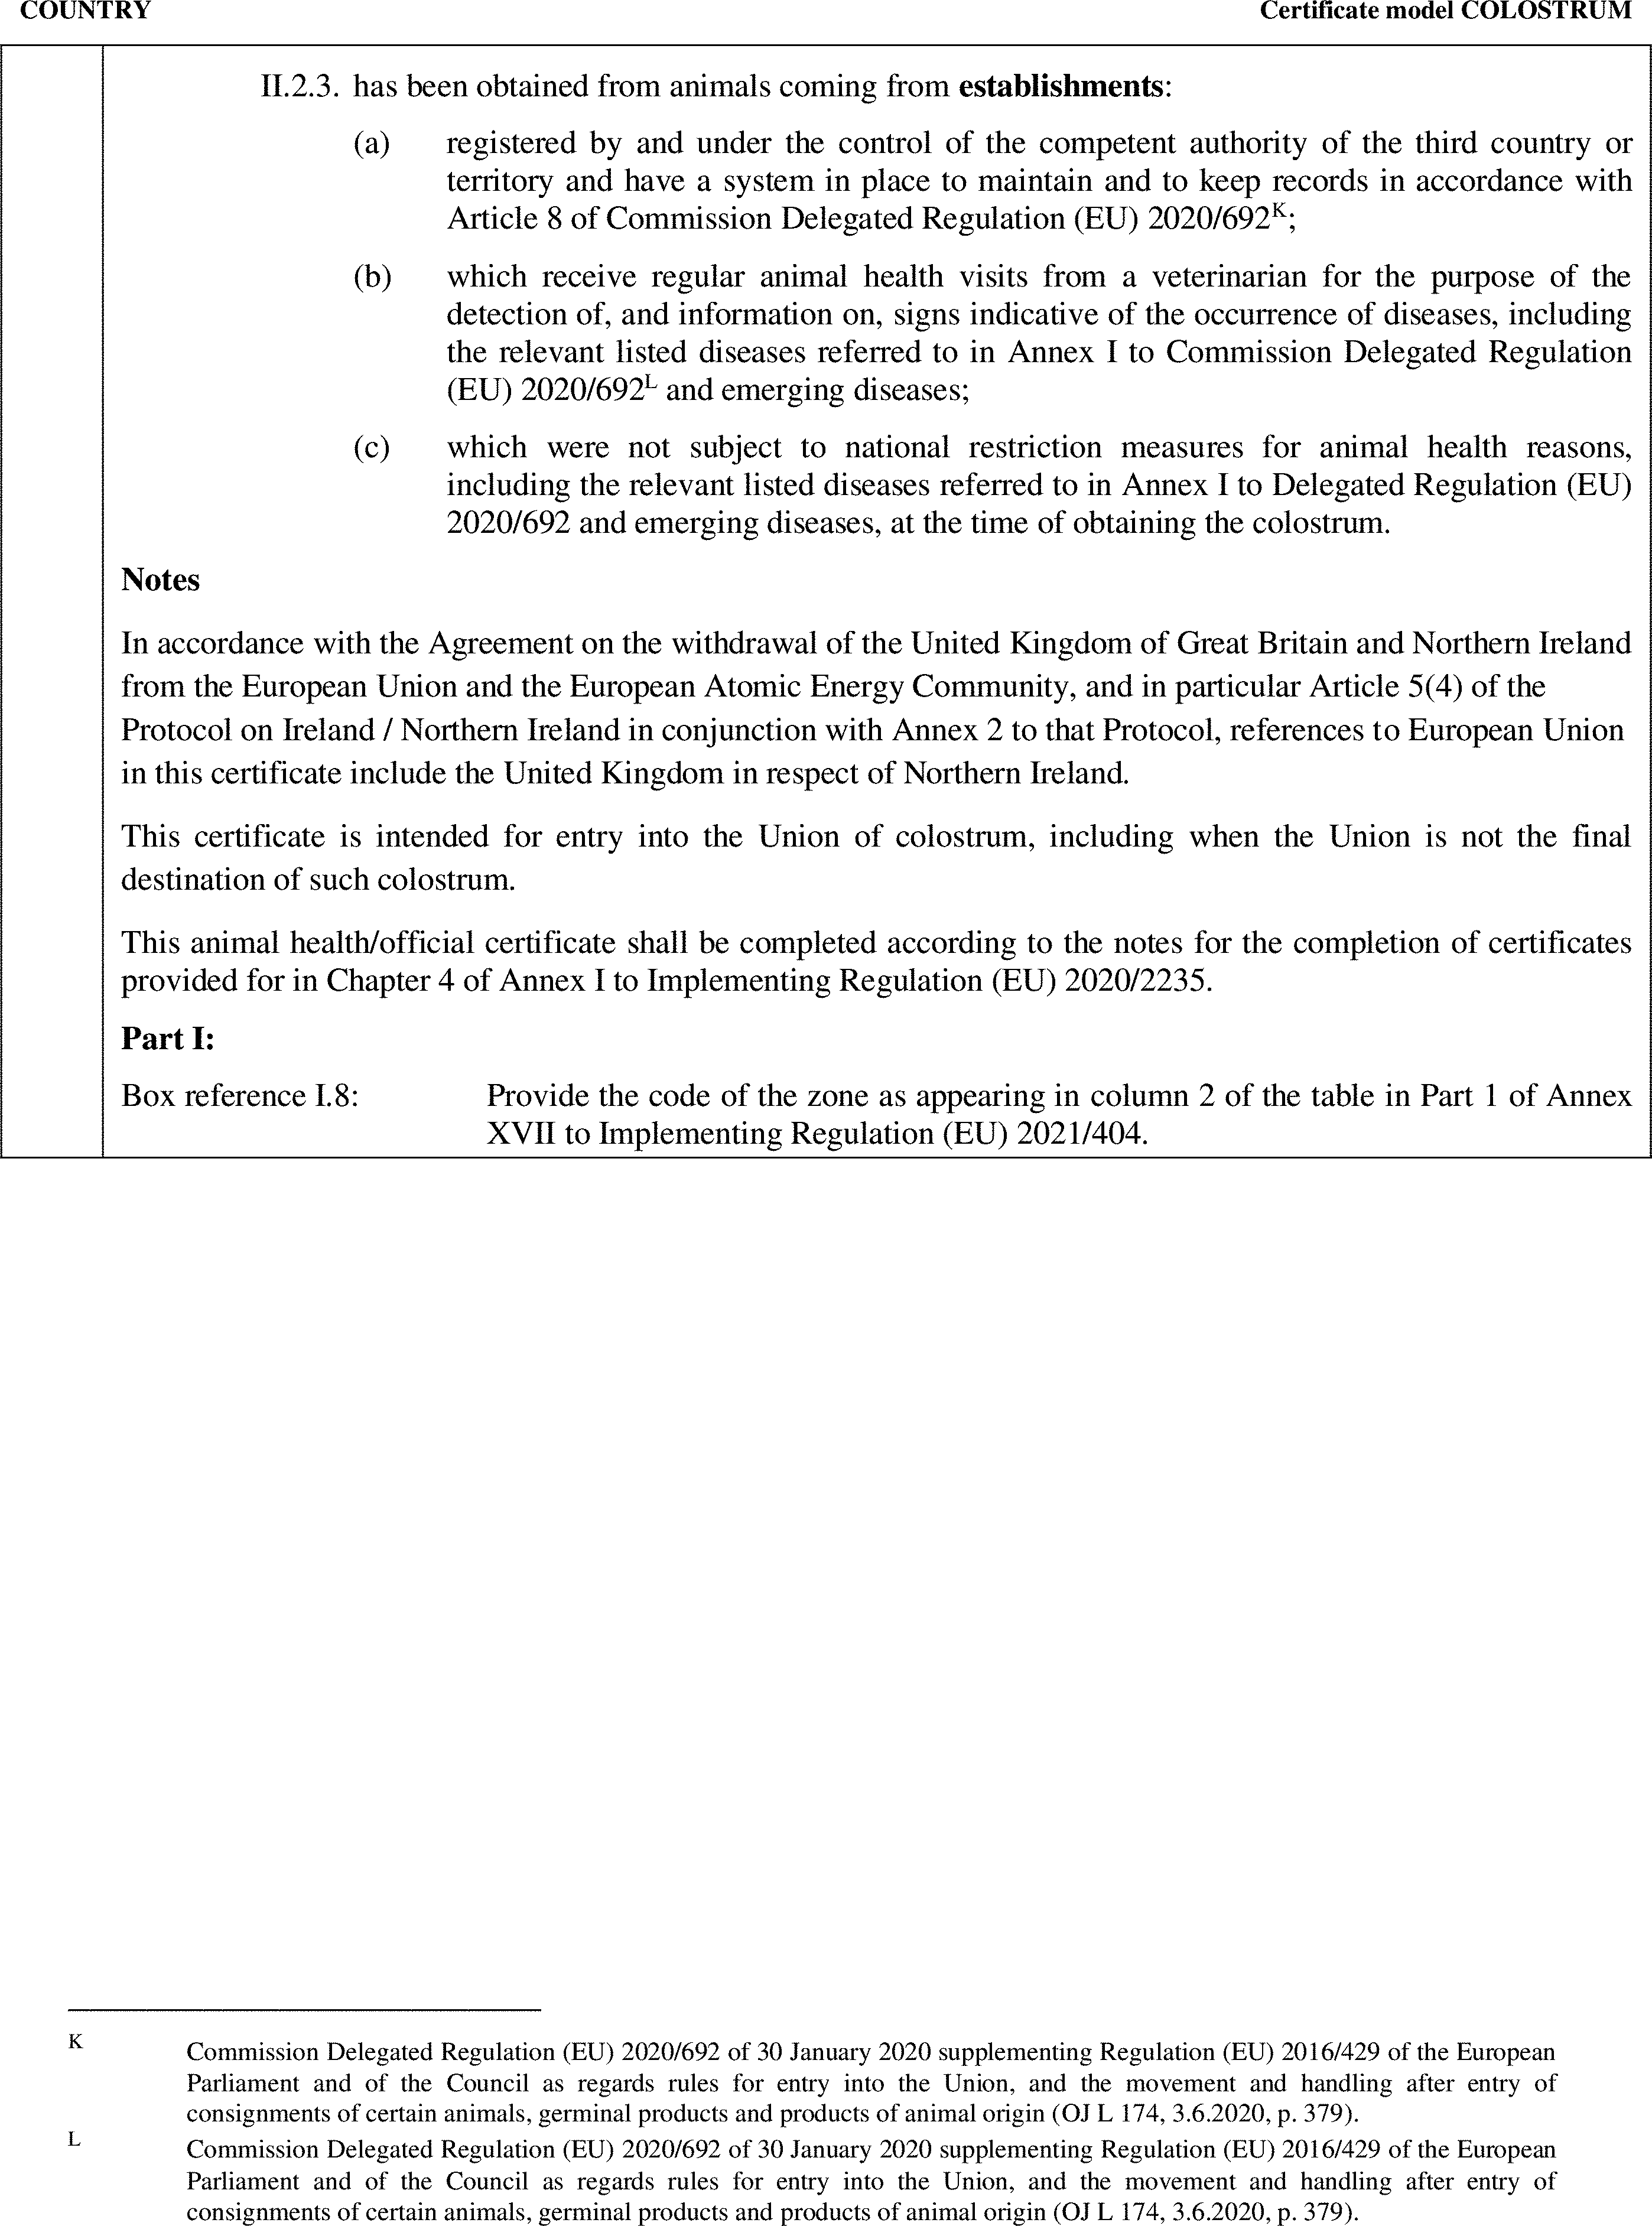 COUNTRY Certificate model COLOSTRUM
II.2.3. has been obtained from animals coming from establishments:
(a) registered by and under the control of the competent authority of the third country or
territory and have a system in place to maintain and to keep records in accordance with
Article 8 of Commission Delegated Regulation (EU) 2020/692K;
(b) which receive regular animal health visits from a veterinarian for the purpose of the
detection of, and information on, signs indicative of the occurrence of diseases, including
the relevant listed diseases referred to in Annex I to Commission Delegated Regulation
(EU) 2020/692L and emerging diseases;
(c) which were not subject to national restriction measures for animal health reasons,
including the relevant listed diseases referred to in Annex I to Delegated Regulation (EU)
2020/692 and emerging diseases, at the time of obtaining the colostrum.
Notes
In accordance with the Agreement on the withdrawal of the United Kingdom of Great Britain and Northern Ireland
from the European Union and the European Atomic Energy Community, and in particular Article 5(4) of the
Protocol on Ireland / Northern Ireland in conjunction with Annex 2 to that Protocol, references to European Union
in this certificate include the United Kingdom in respect of Northern Ireland.
This certificate is intended for entry into the Union of colostrum, including when the Union is not the final
destination of such colostrum.
This animal health/official certificate shall be completed according to the notes for the completion of certificates
provided for in Chapter 4 of Annex I to Implementing Regulation (EU) 2020/2235.
Part I:
Box reference I.8: Provide the code of the zone as appearing in column 2 of the table in Part 1 of Annex
XVII to Implementing Regulation (EU) 2021/404.
K Commission Delegated Regulation (EU) 2020/692 of 30 January 2020 supplementing Regulation (EU) 2016/429 of the European
Parliament and of the Council as regards rules for entry into the Union, and the movement and handling after entry of
consignments of certain animals, germinal products and products of animal origin (OJ L 174, 3.6.2020, p. 379).
L Commission Delegated Regulation (EU) 2020/692 of 30 January 2020 supplementing Regulation (EU) 2016/429 of the European
Parliament and of the Council as regards rules for entry into the Union, and the movement and handling after entry of
consignments of certain animals, germinal products and products of animal origin (OJ L 174, 3.6.2020, p. 379).